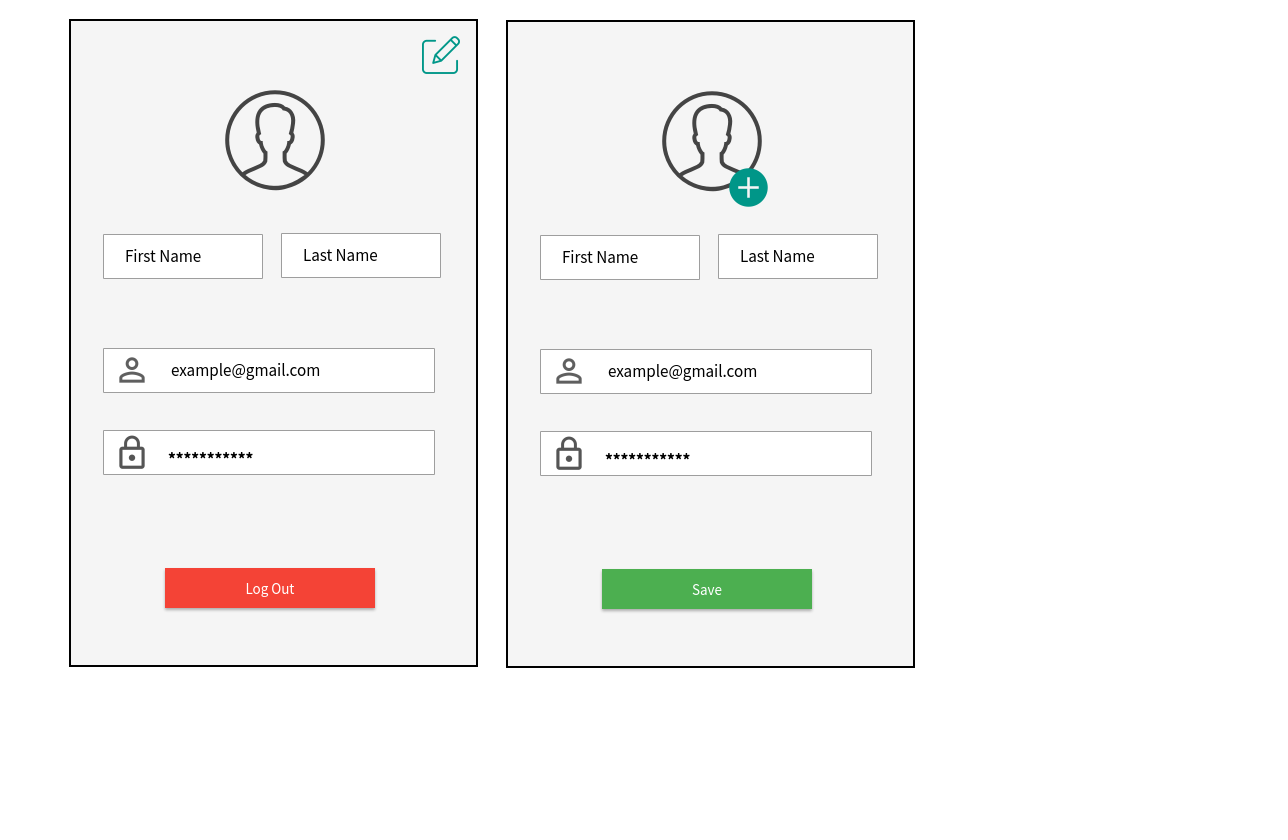 First Name
Last Name
example@gmail.com
***********
Log Out
First Name
Last Name
example@gmail.com
***********
Save